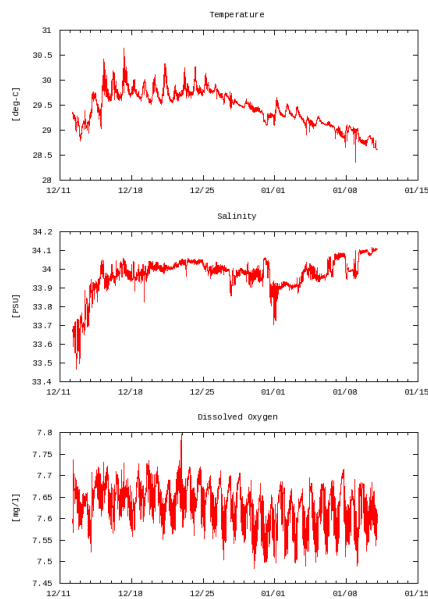 Temperature
31
30.5
30
29.5
29
28.5
28
[deg-C]
12/11 12/18 12/25 01/01 01/08 01/15
Salinity
34.2
34.1
34
33.9
33.8
33.7
33.6
33.5
33.4
[PSU]
12/11 12/18 12/25 01/01 01/08 01/15
Dissolved Oxygen
7.8
7.75
7.7
7.65
7.6
7.55
7.5
7.45
[mg/l]
12/11 12/18 12/25 01/01 01/08 01/15